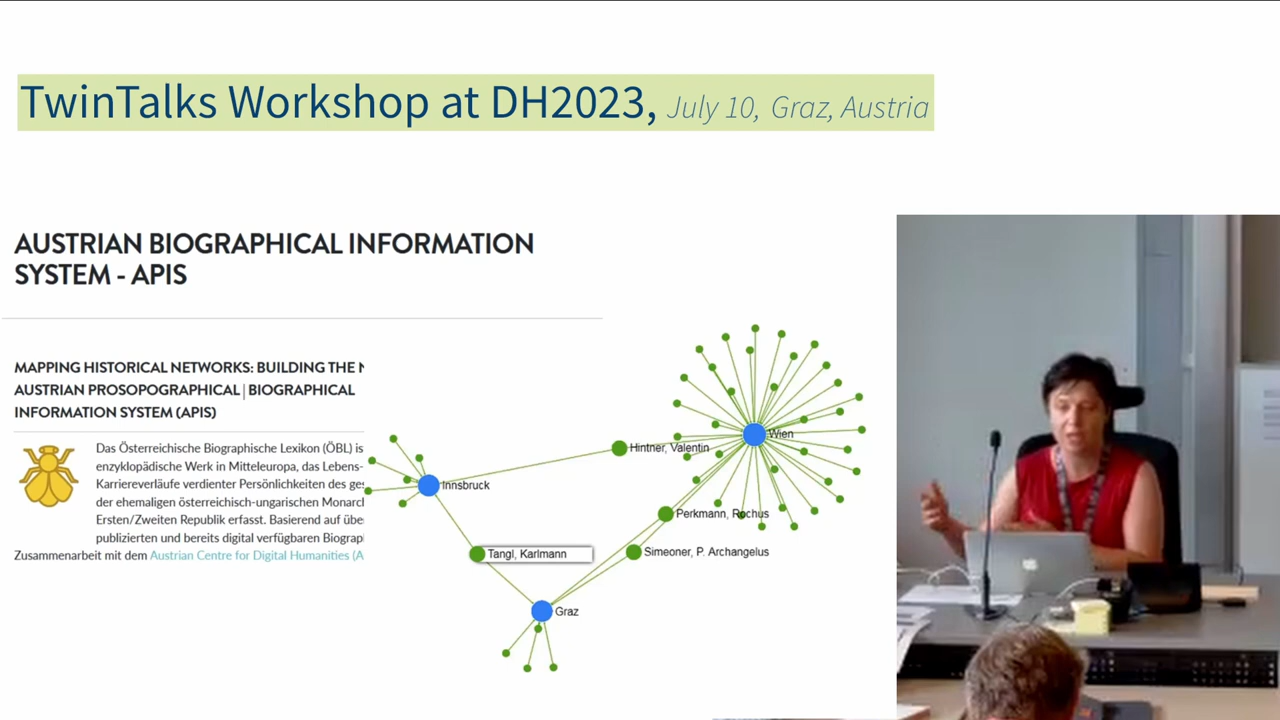 TwinTalks Workshop at DH2023, July 10, Graz, Austria
AUSTRIAN BIOGRAPHICAL INFORMATION
SYSTEM - APIS
MAPPING HISTORICAL NETWORKS: BUILDING THE
AUSTRIAN PROSOPOGRAPHICAL | BIOGRAPHICAL
INFORMATION SYSTEM (APIS)
Das Österreichische Biographische Lexikon (ÖBL) is
enzyklopädische Werk in Mitteleuropa, das Lebens-
Karriereverläufe verdienter Persönlichkeiten des ge
der ehemaligen österreichisch-ungarischen Monarc
Ersten/Zweiten Republik erfasst. Basierend auf übe
publizierten und bereits digital verfügbaren Biograp
Zusammenarbeit mit dem Austrian Centre for Digital Humanities (A
Wien
Hintner, Valentin
Innsbruck
Perkmann, Rochus
Tangl, Karlmann
Simeoner, P. Archangelus
Graz